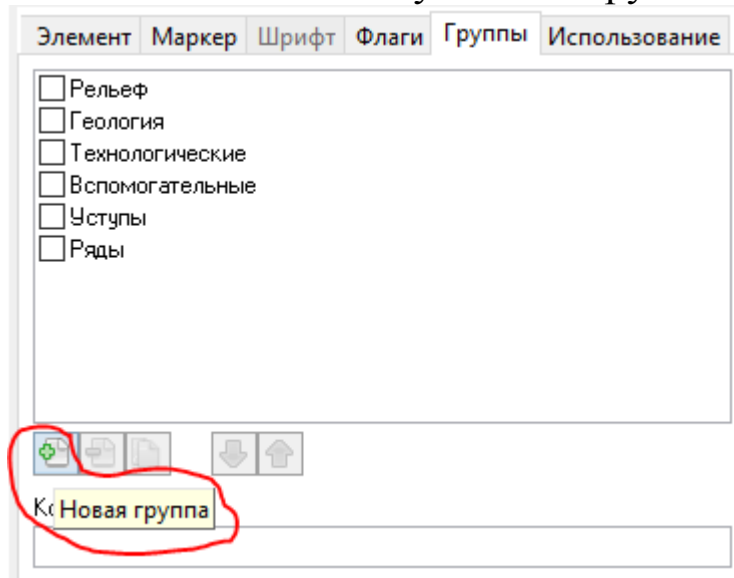 Элемент Маркер Шрифт Флаги Группы Использование
Рельеф
Геология
Технологические
Вспомогательные
Уступы
Ряды
Новая группа